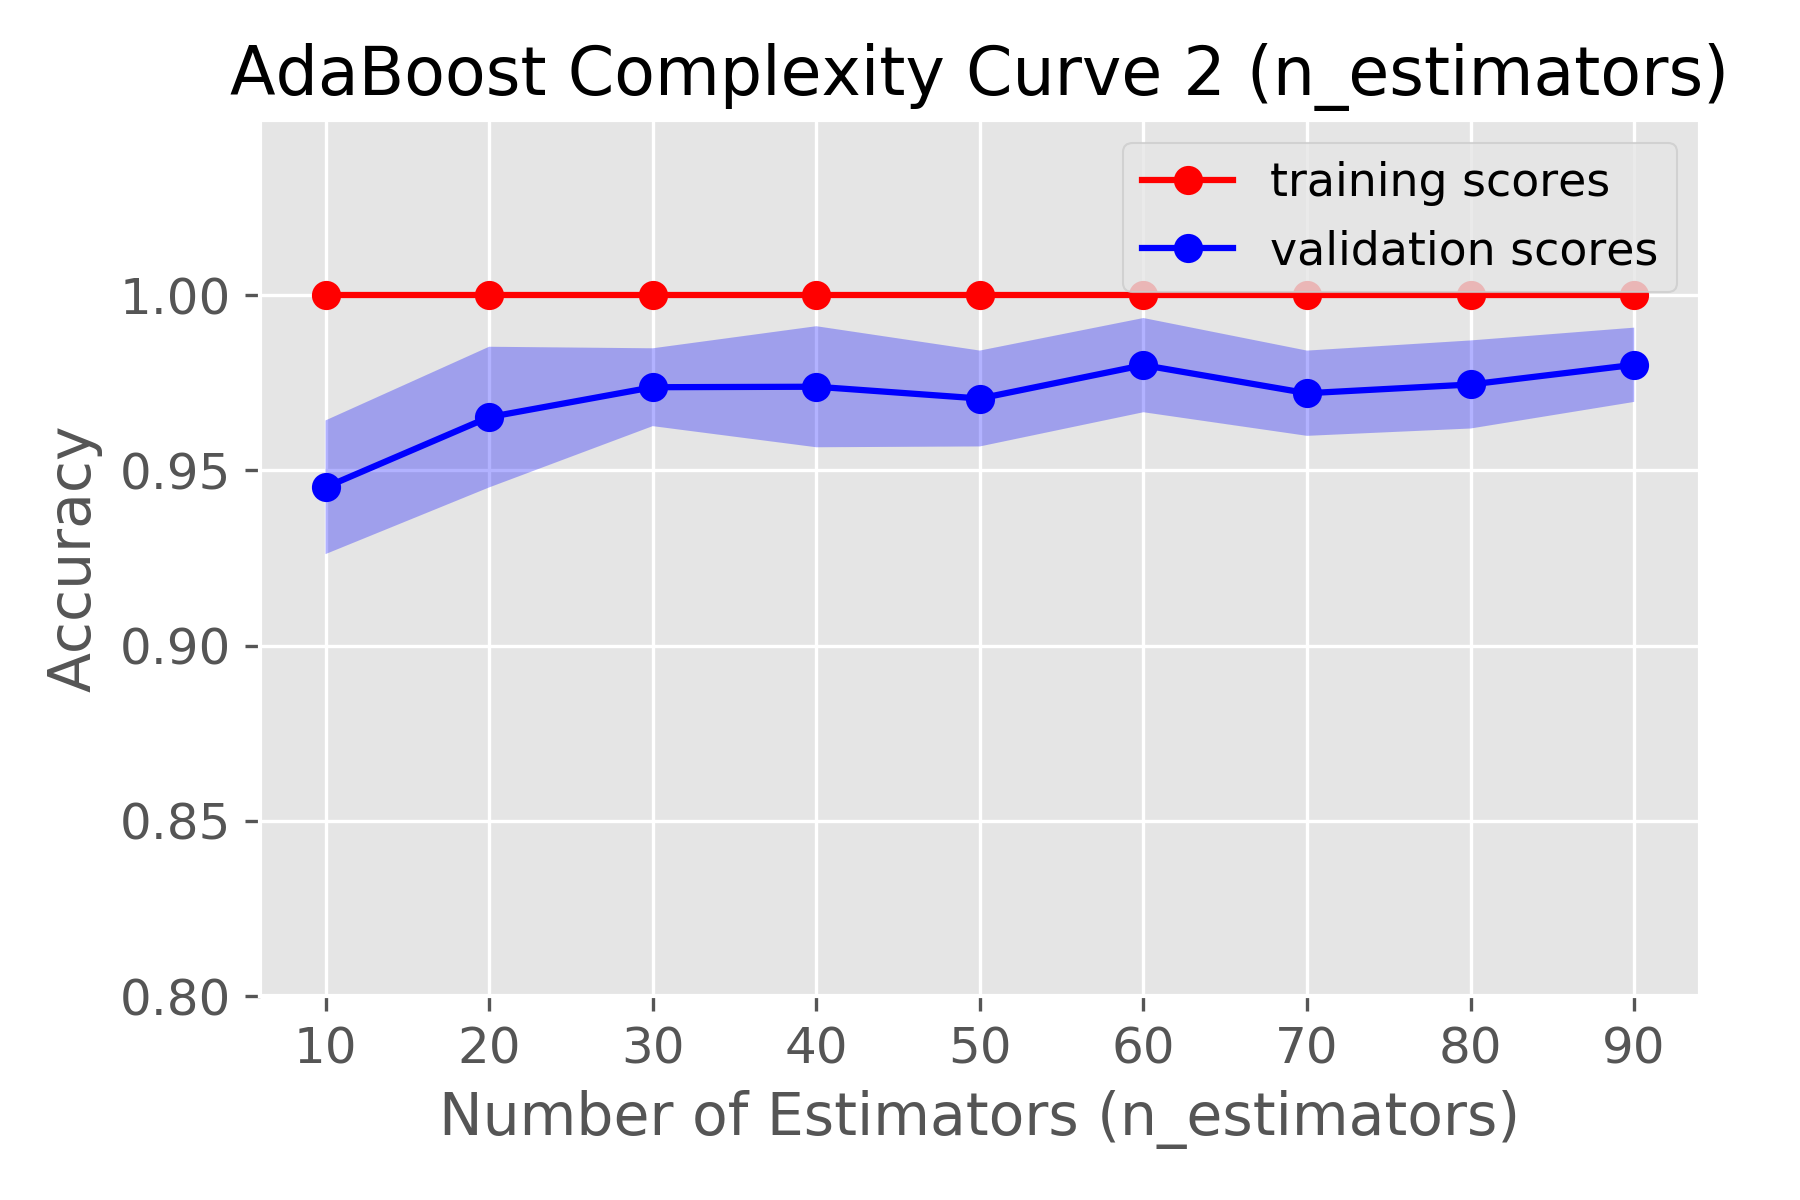 AdaBoost Complexity Curve 2 (n_estimators)
training scores
validation scores
Accuracy
1.00
0.95
0.90
0.85
0.80
10 20 30 40 50 60 70 80 90
Number of Estimators (n_estimators)